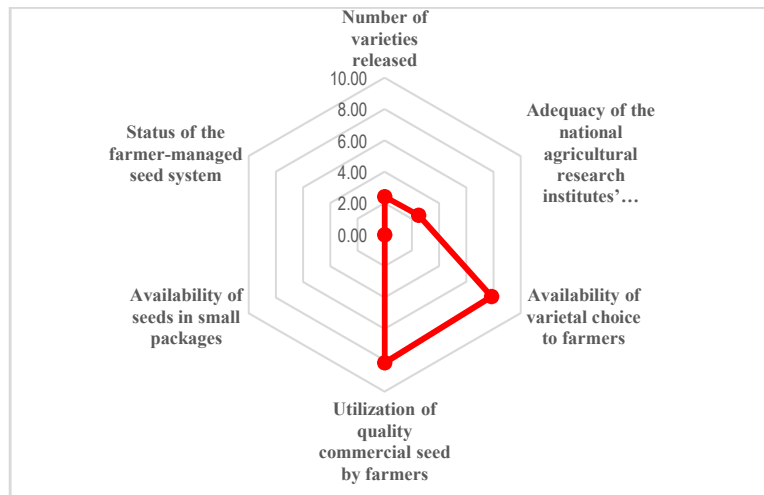 Number of
varieties
released
10.00
8.00
6.00
4.00
2.00
0.00
Adequacy of the
national
agricultural
research
institutes’…
Availability of
varietal choice
to farmers
Utilization of
quality
commercial seed
by farmers
Availability of
seeds in small
packages
Status of the
farmer-managed
seed system